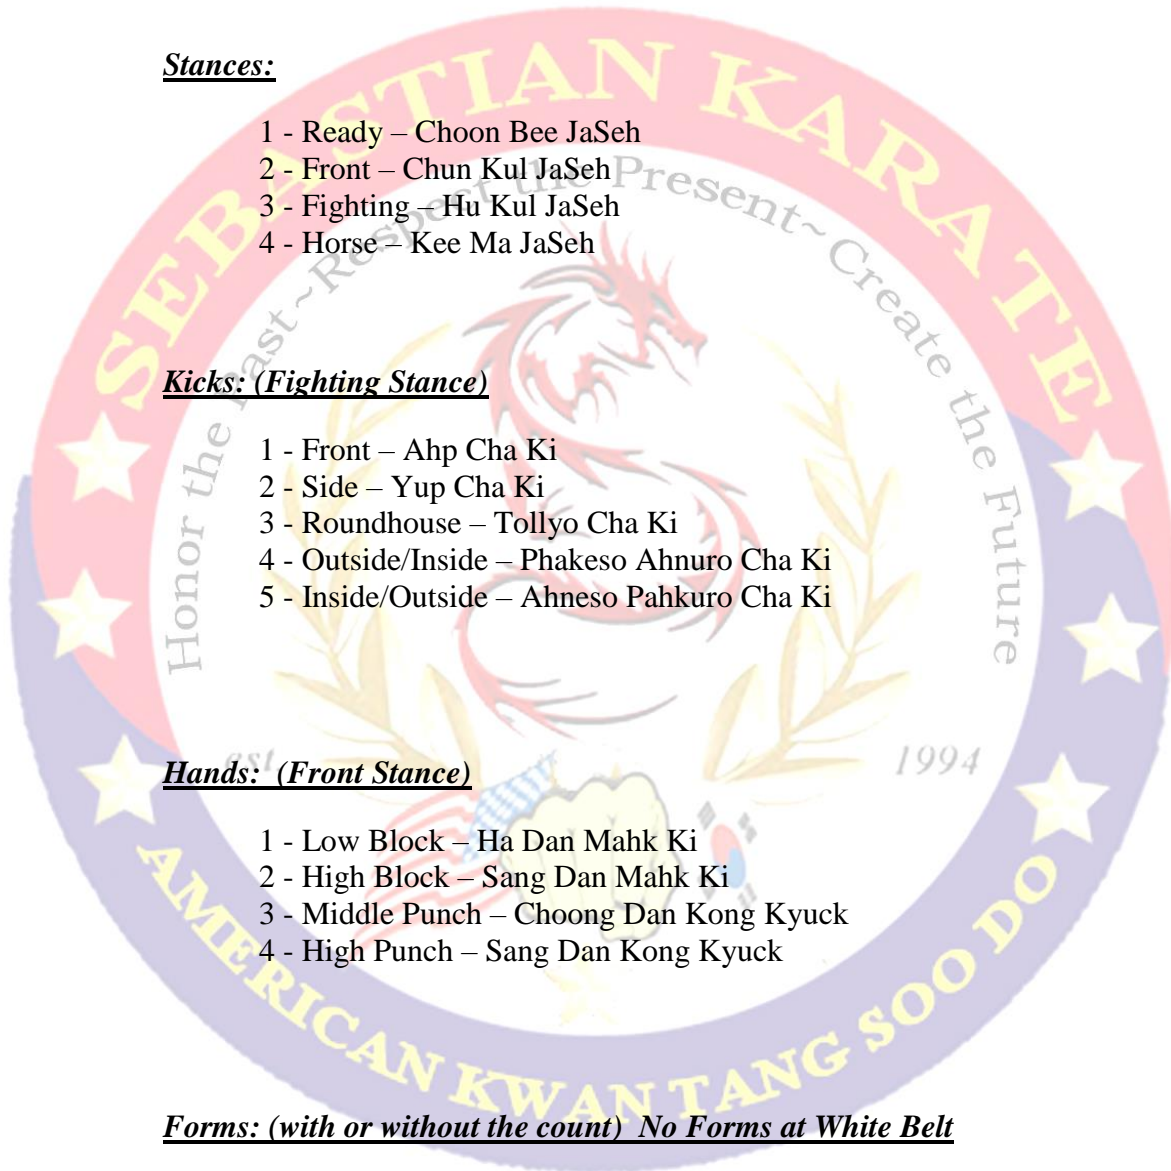 SEBASTIAN KARATE
Honor the Past~Respect the Present~Create the Future
Stances:
1 - Ready – Choon Bee JaSeh
2 - Front – Chun Kul JaSeh
3 - Fighting – Hu Kul JaSeh
4 - Horse – Kee Ma JaSeh
Kicks: (Fighting Stance)
1 - Front – Ahp Cha Ki
2 - Side – Yup Cha Ki
3 - Roundhouse – Tollyo Cha Ki
4 - Outside/Inside – Phakeso Ahnuro Cha Ki
5 - Inside/Outside – Ahneso Pahkuro Cha Ki
est. 1994
Hands: (Front Stance)
1 - Low Block – Ha Dan Mahk Ki
2 - High Block – Sang Dan Mahk Ki
3 - Middle Punch – Choong Dan Kong Kyuck
4 - High Punch – Sang Dan Kong Kyuck
AMERICAN KWAN TANG SOO DO
Forms: (with or without the count) No Forms at White Belt